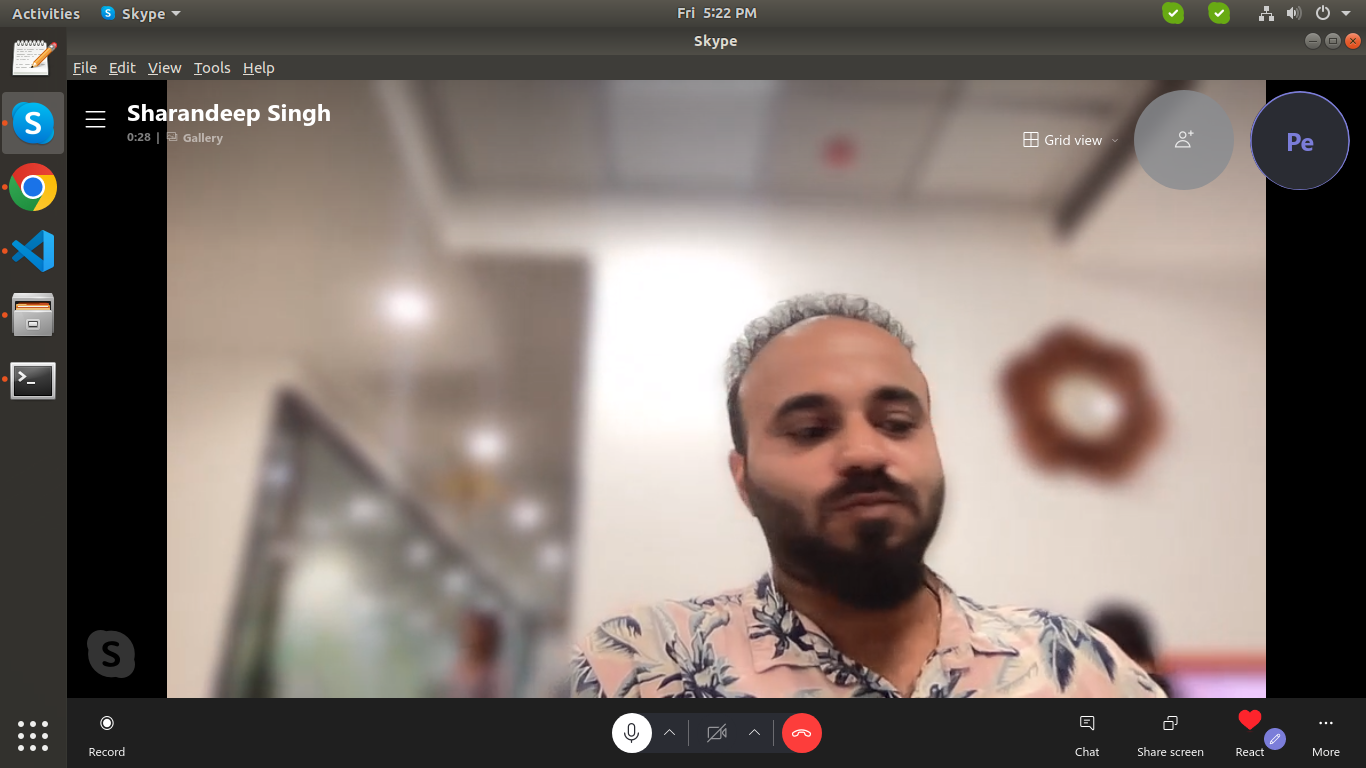 Activities
Skype
Fri 5:22 PM
Skype
File Edit View Tools Help
Sharandeep Singh
0:28 | Gallery
Grid view
Pe
S
S
Record
Chat
Share screen
React
More